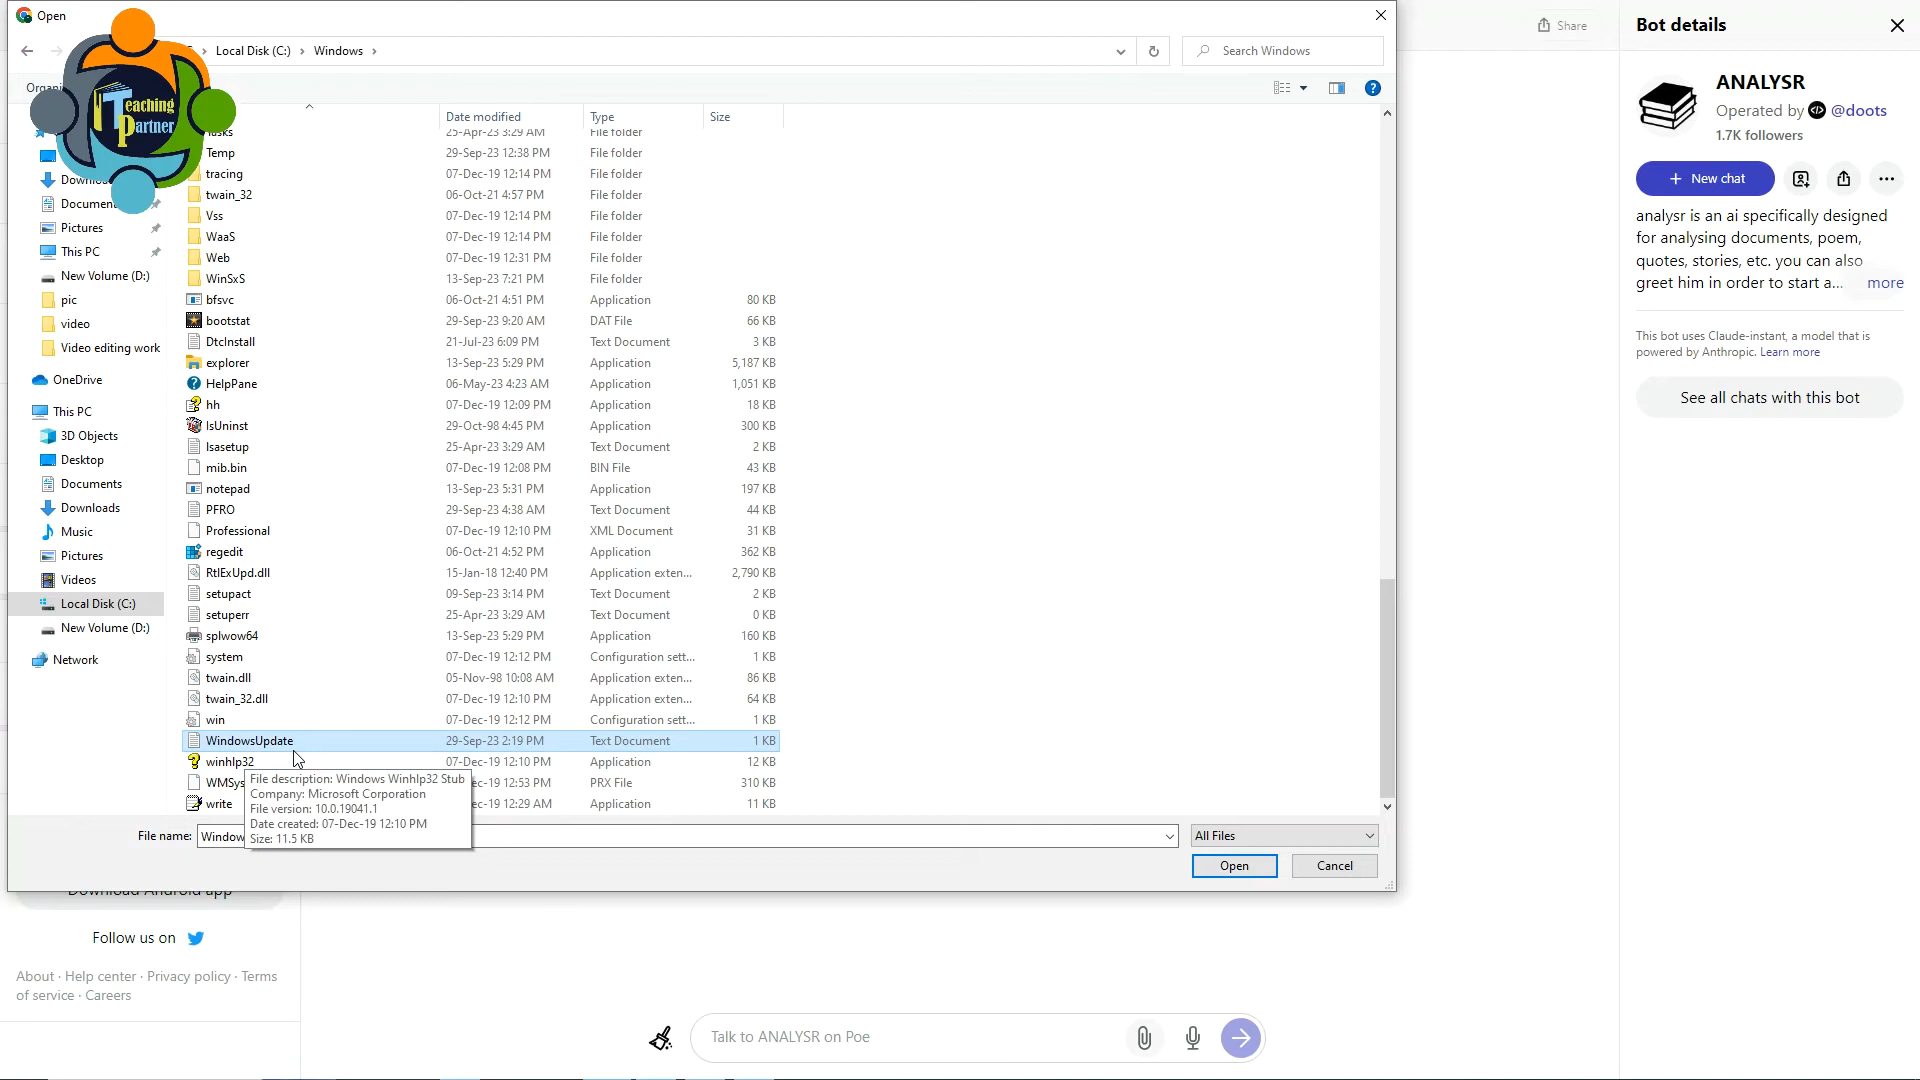 Open
Local Disk (C:) > Windows >
Search Windows
Teaching
Partner
Date modified Type Size
25-Apr-23 3:29 AM File folder
Temp 29-Sep-23 12:38 PM File folder
tracing 07-Dec-19 12:14 PM File folder
twain_32 06-Oct-21 4:57 PM File folder
Vss 07-Dec-19 12:14 PM File folder
WaaS 07-Dec-19 12:14 PM File folder
Web 07-Dec-19 12:31 PM File folder
WinSxS 13-Sep-23 7:21 PM File folder
bfsvc 06-Oct-21 4:51 PM Application 80 KB
bootstat 29-Sep-23 9:20 AM DAT File 66 KB
DtcInstall 21-Jul-23 6:09 PM Text Document 3 KB
explorer 13-Sep-23 5:29 PM Application 5,187 KB
HelpPane 06-May-23 4:23 AM Application 1,051 KB
hh 07-Dec-19 12:09 PM Application 18 KB
IsUninst 29-Oct-98 4:45 PM Application 300 KB
lsasetup 25-Apr-23 3:29 AM Text Document 2 KB
mib.bin 07-Dec-19 12:08 PM BIN File 43 KB
notepad 13-Sep-23 5:31 PM Application 197 KB
PFRO 29-Sep-23 4:38 AM Text Document 44 KB
Professional 07-Dec-19 12:10 PM XML Document 31 KB
regedit 06-Oct-21 4:52 PM Application 362 KB
RtlExUpd.dll 15-Jan-18 12:40 PM Application exten... 2,790 KB
setupact 09-Sep-23 3:14 PM Text Document 2 KB
setuperr 25-Apr-23 3:29 AM Text Document 0 KB
splwow64 13-Sep-23 5:29 PM Application 160 KB
system 07-Dec-19 12:12 PM Configuration sett... 1 KB
twain.dll 05-Nov-98 10:08 AM Application exten... 86 KB
twain_32.dll 07-Dec-19 12:10 PM Application exten... 64 KB
win 07-Dec-19 12:12 PM Configuration sett... 1 KB
WindowsUpdate 29-Sep-23 2:19 PM Text Document 1 KB
winhlp32 07-Dec-19 12:10 PM Application 12 KB
WMSys ec-19 12:53 PM PRX File 310 KB
write ec-19 12:29 AM Application 11 KB
File description: Windows Winhlp32 Stub
Company: Microsoft Corporation
File version: 10.0.19041.1
Date created: 07-Dec-19 12:10 PM
Size: 11.5 KB
Pictures
This PC
New Volume (D:)
pic
video
Video editing work
OneDrive
This PC
3D Objects
Desktop
Documents
Downloads
Music
Pictures
Videos
Local Disk (C:)
New Volume (D:)
Network
File name: Window
All Files
Open Cancel
Download Android app
Follow us on
About · Help center · Privacy policy · Terms
of service · Careers
Talk to ANALYSR on Poe
Share
Bot details
ANALYSR
Operated by @doots
1.7K followers
+ New chat
analysr is an ai specifically designed
for analysing documents, poem,
quotes, stories, etc. you can also
greet him in order to start a... more
This bot uses Claude-instant, a model that is
powered by Anthropic. Learn more
See all chats with this bot